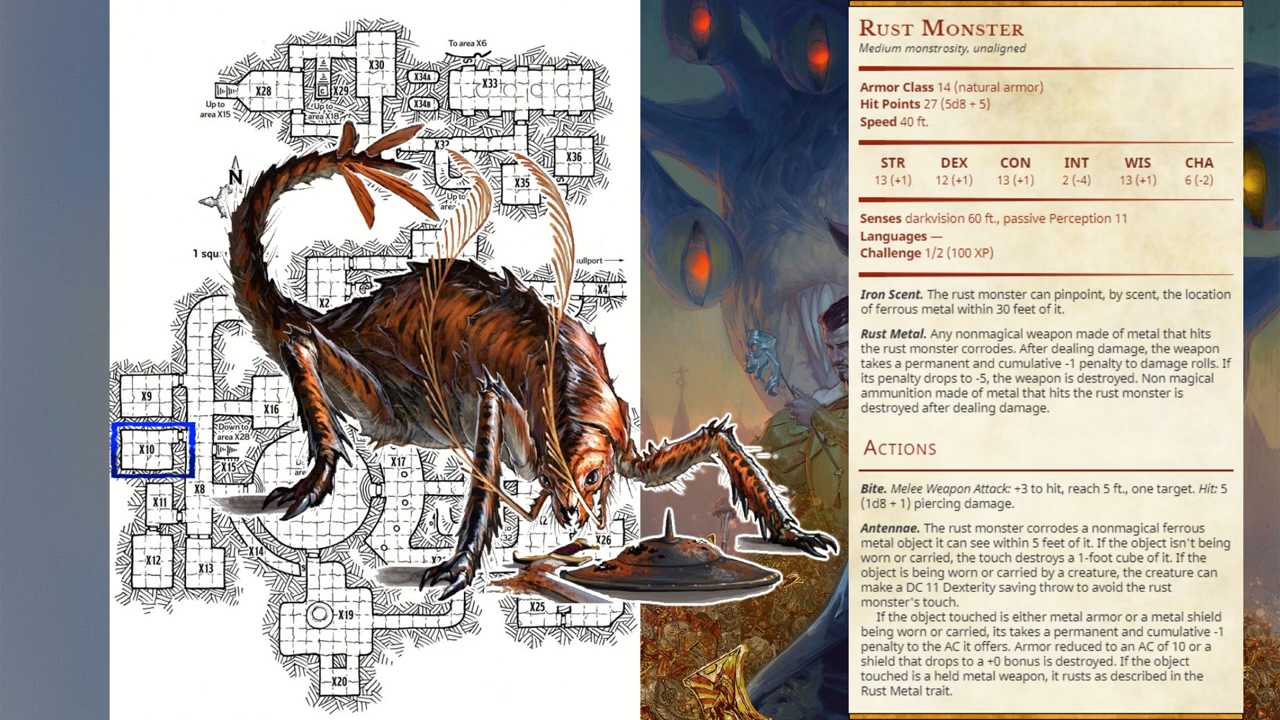 To area X6
X30
X34A
X33
X28
X29
X34B
Up to
area X15
Up to
area X18
X36
X35
N
Up to
1 squ
X4
X2
X9
X16
Down to
area X28
X10
X17
X15
X8
X11
X26
X14
X12
X13
X25
X19
X20
RUST MONSTER
Medium monstrosity, unaligned
Armor Class 14 (natural armor)
Hit Points 27 (5d8 + 5)
Speed 40 ft.
STR DEX CON INT WIS CHA
13 (+1) 12 (+1) 13 (+1) 2 (-4) 13 (+1) 6 (-2)
Senses darkvision 60 ft., passive Perception 11
Languages —
Challenge 1/2 (100 XP)
Iron Scent. The rust monster can pinpoint, by scent, the location
of ferrous metal within 30 feet of it.
Rust Metal. Any nonmagical weapon made of metal that hits
the rust monster corrodes. After dealing damage, the weapon
takes a permanent and cumulative -1 penalty to damage rolls. If
its penalty drops to -5, the weapon is destroyed. Non magical
ammunition made of metal that hits the rust monster is
destroyed after dealing damage.
ACTIONS
Bite. Melee Weapon Attack: +3 to hit, reach 5 ft., one target. Hit: 5
(1d8 + 1) piercing damage.
Antennae. The rust monster corrodes a nonmagical ferrous
metal object it can see within 5 feet of it. If the object isn't being
worn or carried, the touch destroys a 1-foot cube of it. If the
object is being worn or carried by a creature, the creature can
make a DC 11 Dexterity saving throw to avoid the rust
monster's touch.
If the object touched is either metal armor or a metal shield
being worn or carried, its takes a permanent and cumulative -1
penalty to the AC it offers. Armor reduced to an AC of 10 or a
shield that drops to a +0 bonus is destroyed. If the object
touched is a held metal weapon, it rusts as described in the
Rust Metal trait.